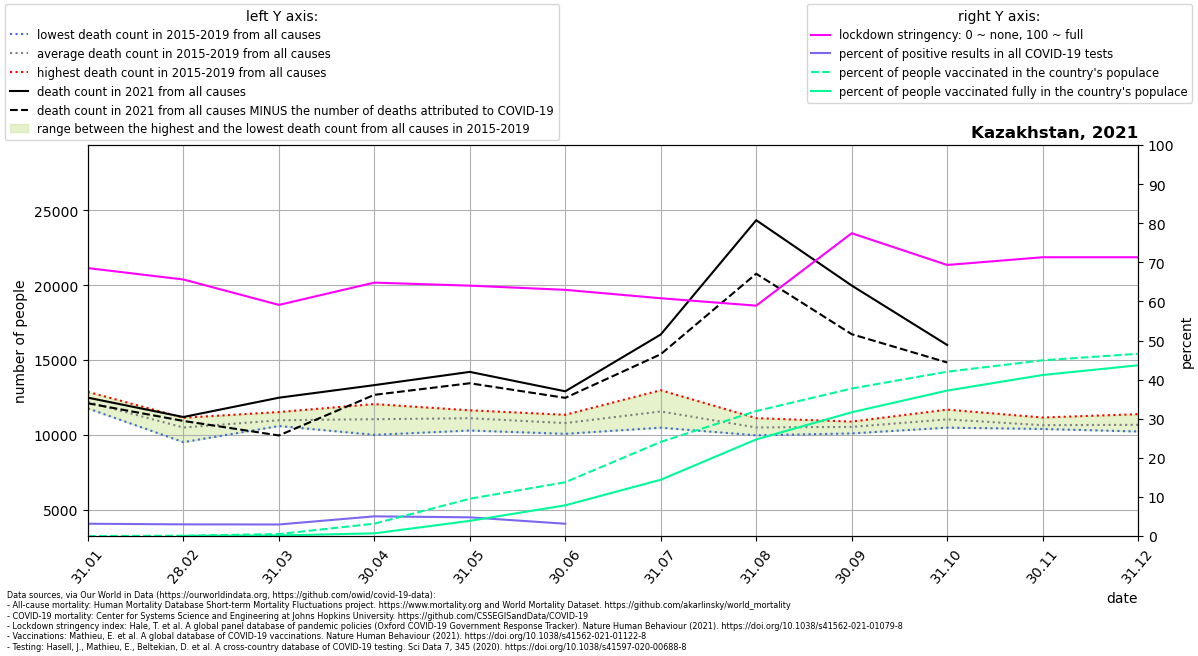 left Y axis:
lowest death count in 2015-2019 from all causes
average death count in 2015-2019 from all causes
highest death count in 2015-2019 from all causes
death count in 2021 from all causes
death count in 2021 from all causes MINUS the number of deaths attributed to COVID-19
range between the highest and the lowest death count from all causes in 2015-2019
right Y axis:
lockdown stringency: 0 ~ none, 100 ~ full
percent of positive results in all COVID-19 tests
percent of people vaccinated in the country's populace
percent of people vaccinated fully in the country's populace
Kazakhstan, 2021
number of people
25000
20000
15000
10000
5000
100
90
80
70
60
50
40
30
20
10
0
percent
31.01
28.02
31.03
30.04
31.05
30.06
31.07
31.08
30.09
31.10
30.11
31.12
date
Data sources, via Our World in Data (https://ourworldindata.org, https://github.com/owid/covid-19-data):
- All-cause mortality: Human Mortality Database Short-term Mortality Fluctuations project. https://www.mortality.org and World Mortality Dataset. https://github.com/akarlinsky/world_mortality
- COVID-19 mortality: Center for Systems Science and Engineering at Johns Hopkins University. https://github.com/CSSEGISandData/COVID-19
- Lockdown stringency index: Hale, T. et al. A global panel database of pandemic policies (Oxford COVID-19 Government Response Tracker). Nature Human Behaviour (2021). https://doi.org/10.1038/s41562-021-01079-8
- Vaccinations: Mathieu, E. et al. A global database of COVID-19 vaccinations. Nature Human Behaviour (2021). https://doi.org/10.1038/s41562-021-01122-8
- Testing: Hasell, J., Mathieu, E., Beltekian, D. et al. A cross-country database of COVID-19 testing. Sci Data 7, 345 (2020). https://doi.org/10.1038/s41597-020-00688-8